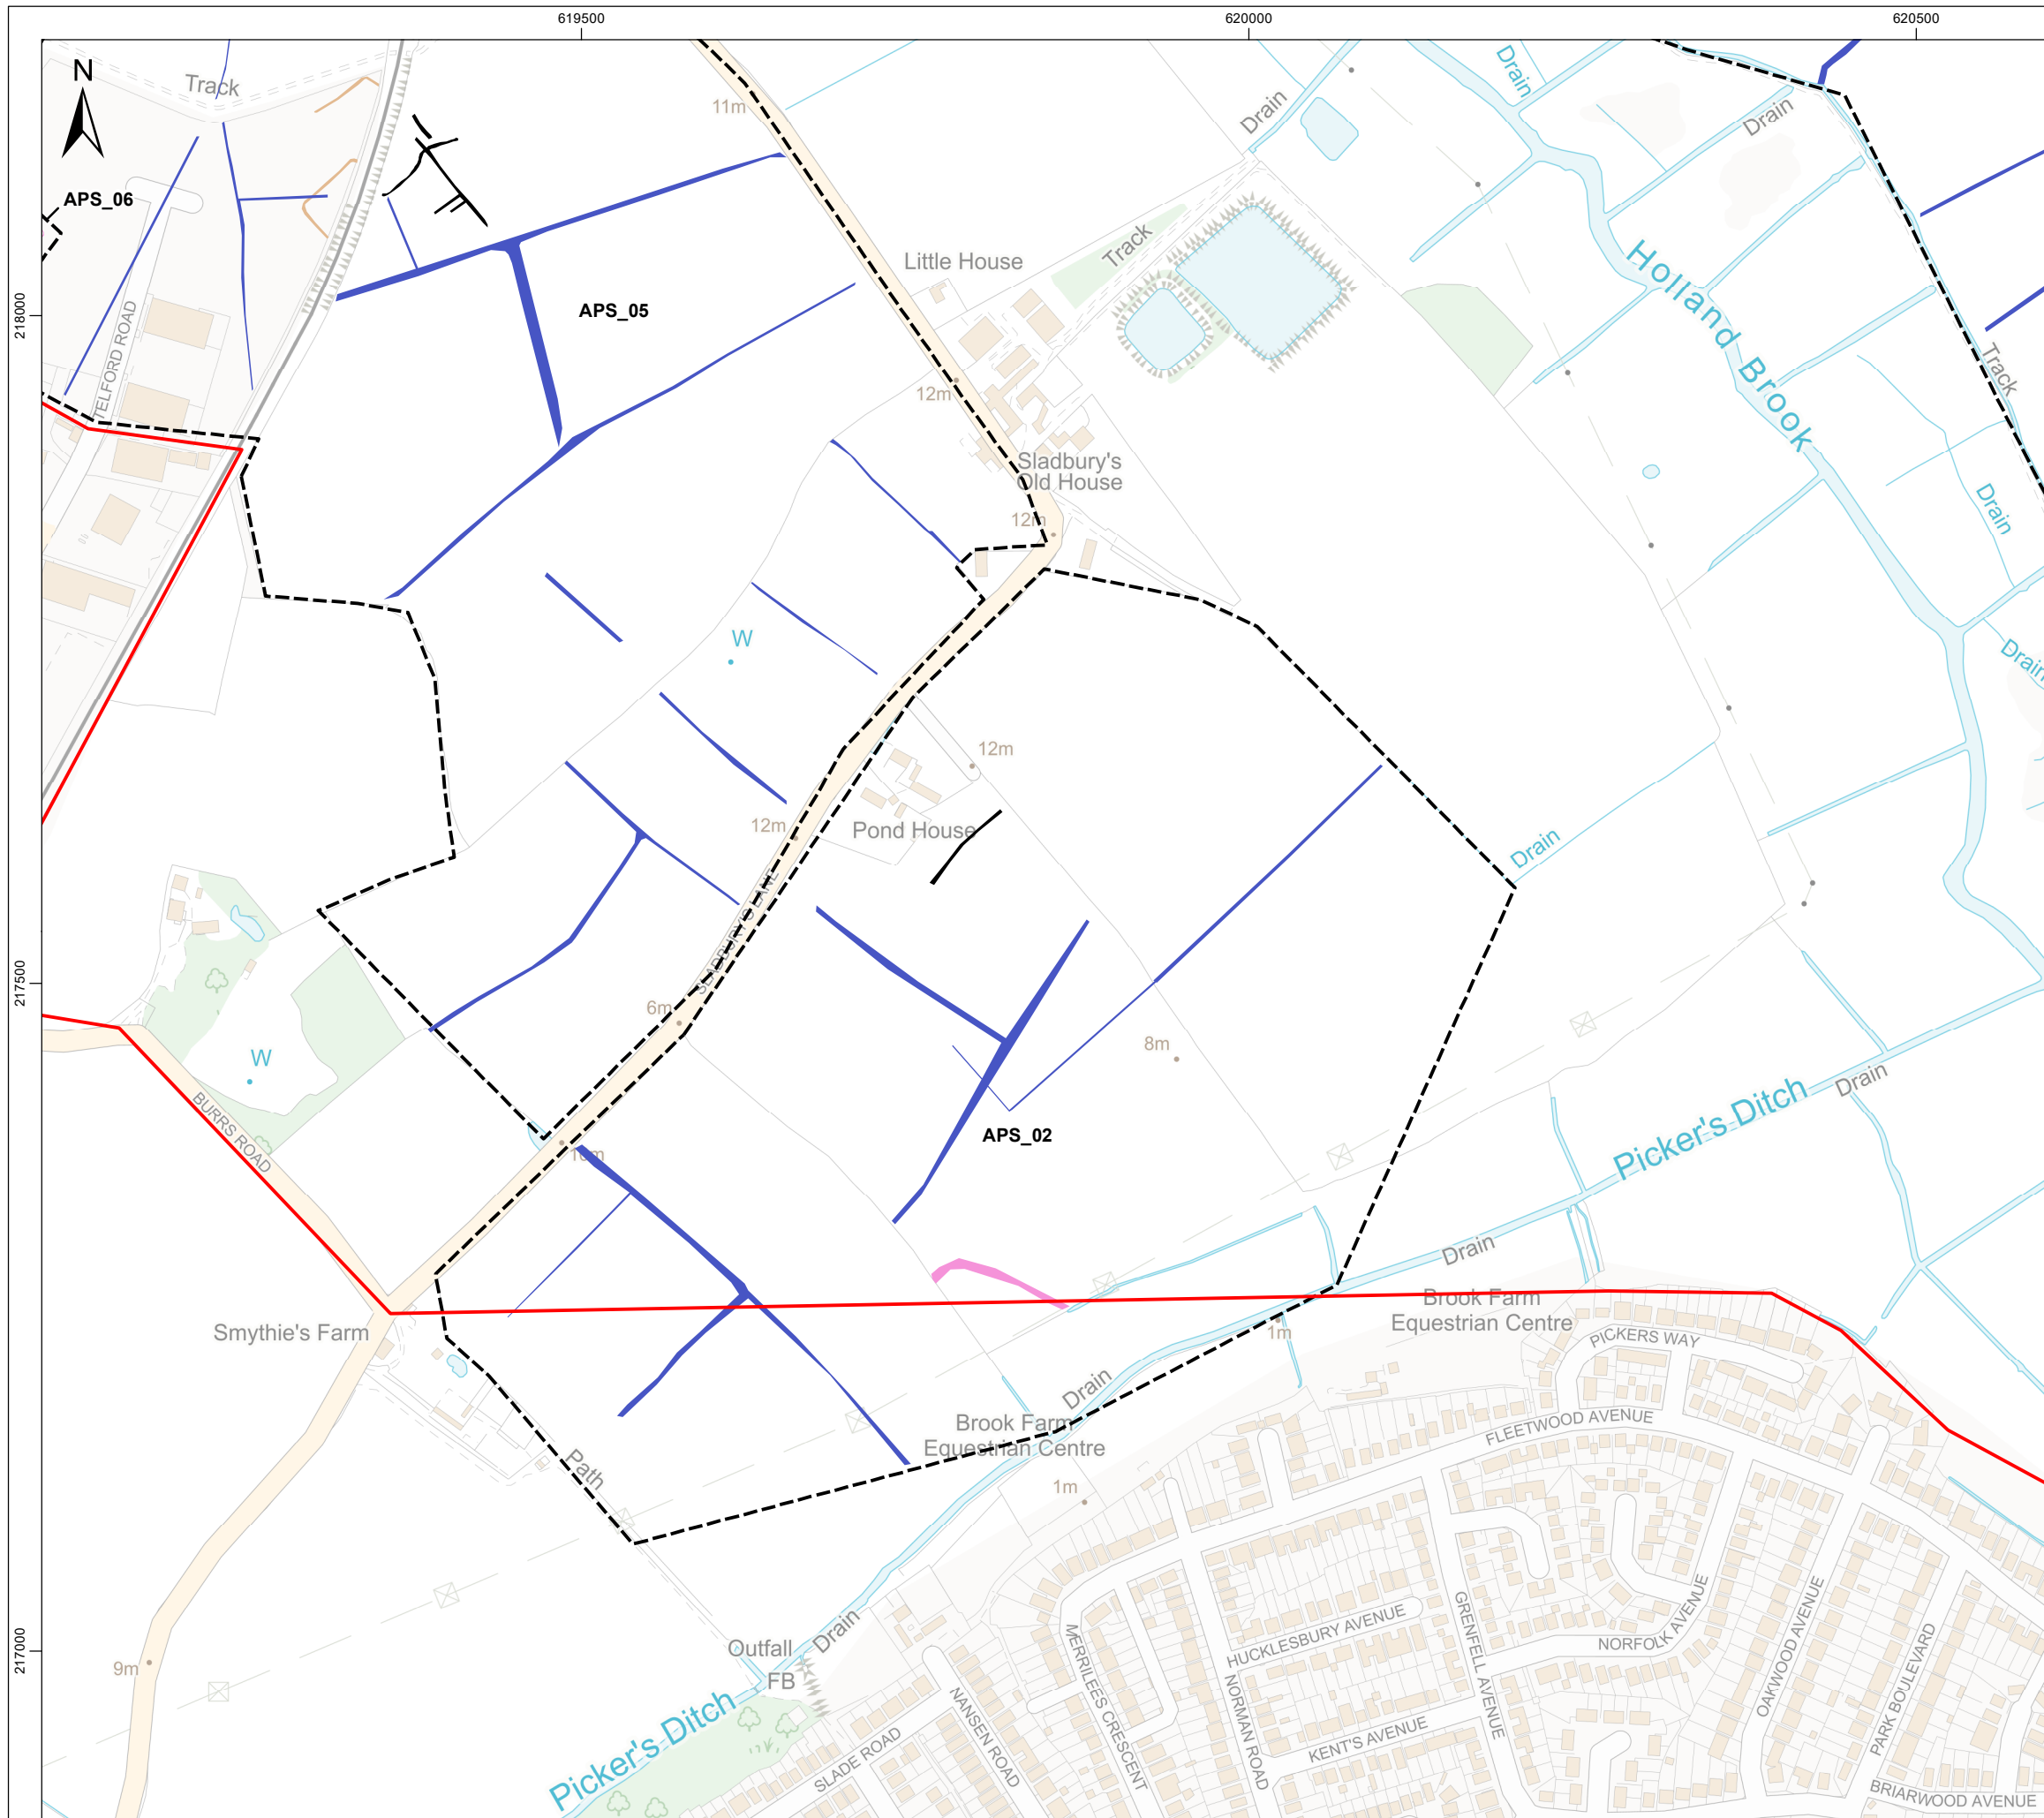 619500
620000
620500
N
Track
11m
Drain
Drain
Drain
APS_06
Little House
Track
Holland Brook
218000
APS_05
TELFORD ROAD
12m
Track
Sladbury's
Old House
12m
Drain
W
Drain
12m
12m
Pond House
Drain
SLADBURY'S LANE
217500
6m
W
8m
BURRS ROAD
Picker's Ditch
Drain
APS_02
10m
Drain
Smythie's Farm
Brook Farm
Equestrian Centre
1m
PICKERS WAY
Drain
Brook Farm
Equestrian Centre
FLEETWOOD AVENUE
Path
1m
217000
Outfall
Drain
FB
9m
HUCKLESBURY AVENUE
NORFOLK AVENUE
GRENFELL AVENUE
MERRILEES CRESCENT
OAKWOOD AVENUE
PARK BOULEVARD
NORMAN ROAD
NANSEN ROAD
Picker's Ditch
SLADE ROAD
KENT'S AVENUE
BRIARWOOD AVENUE